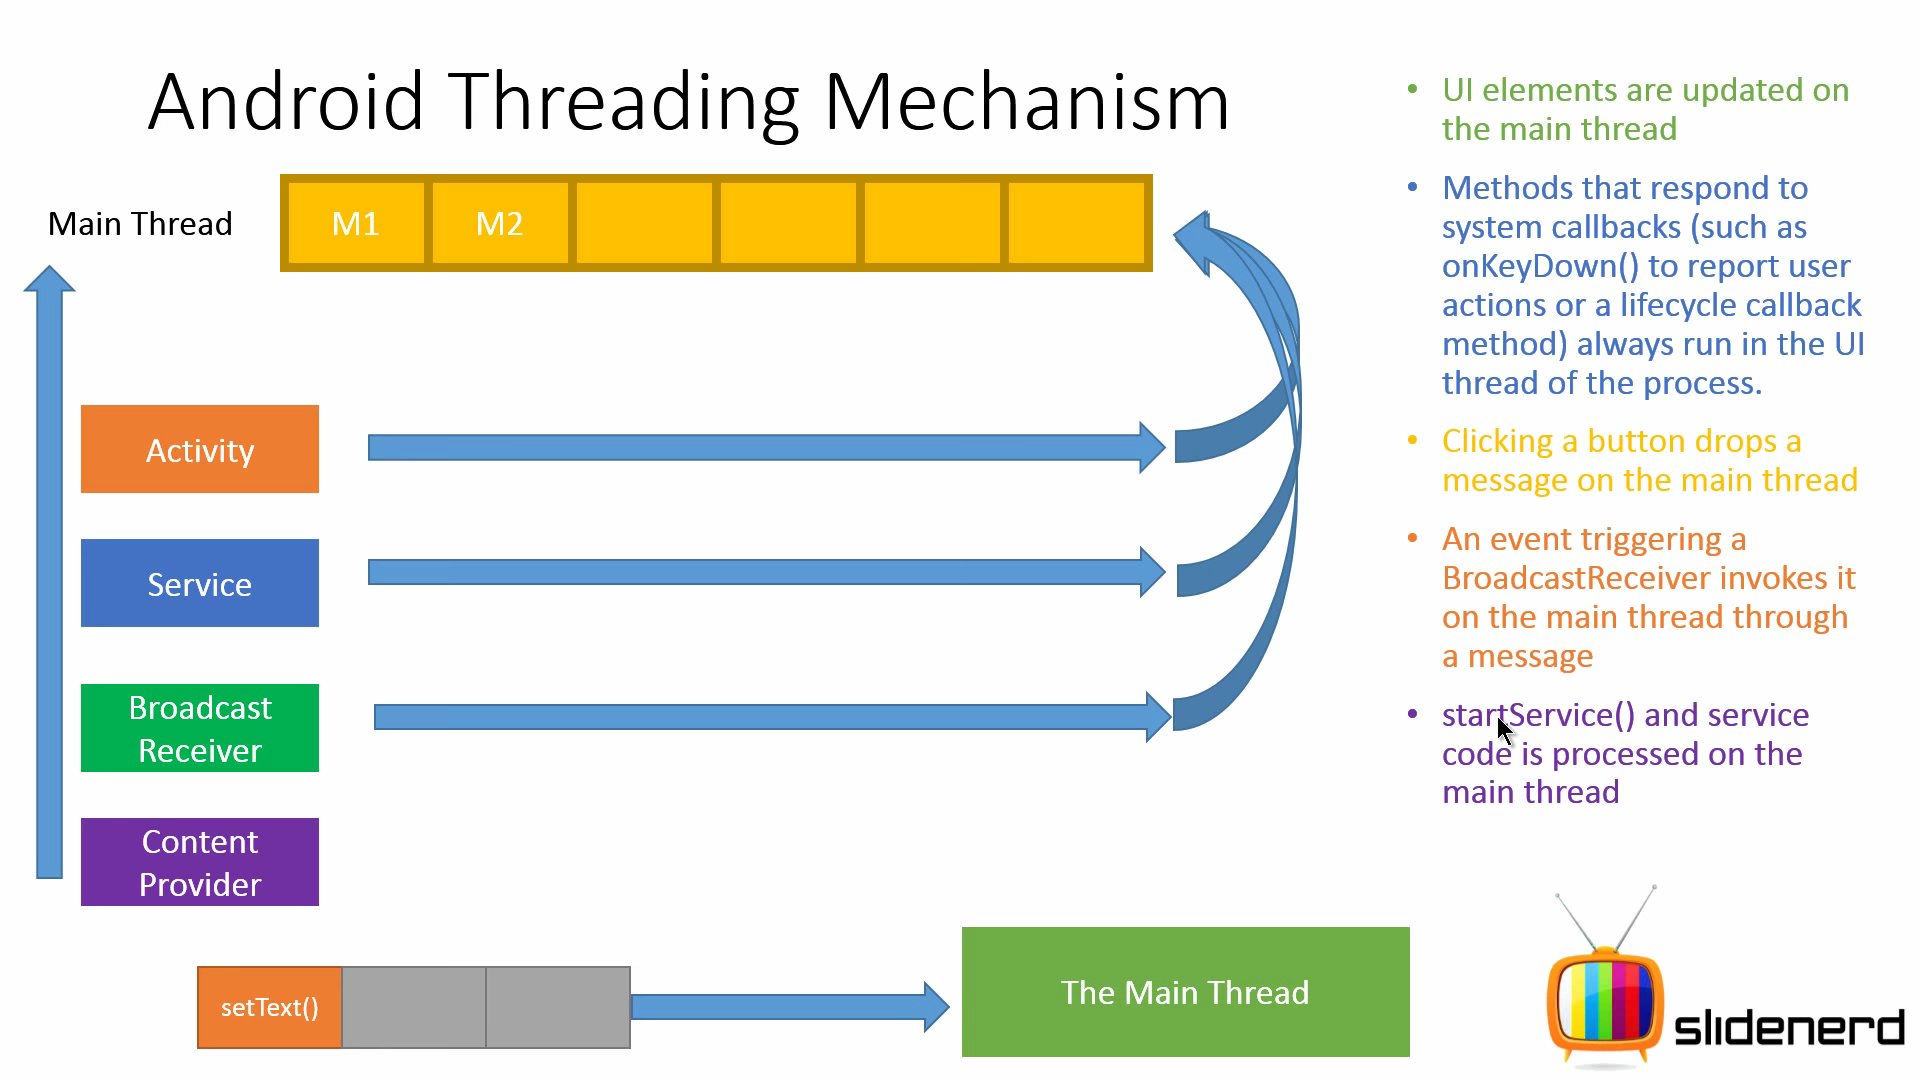 Android Threading Mechanism
Main Thread
M1
M2
Activity
Service
Broadcast
Receiver
Content
Provider
setText()
The Main Thread
• UI elements are updated on
the main thread
• Methods that respond to
system callbacks (such as
onKeyDown() to report user
actions or a lifecycle callback
method) always run in the UI
thread of the process.
• Clicking a button drops a
message on the main thread
• An event triggering a
BroadcastReceiver invokes it
on the main thread through
a message
• startService() and service
code is processed on the
main thread
slidenerd